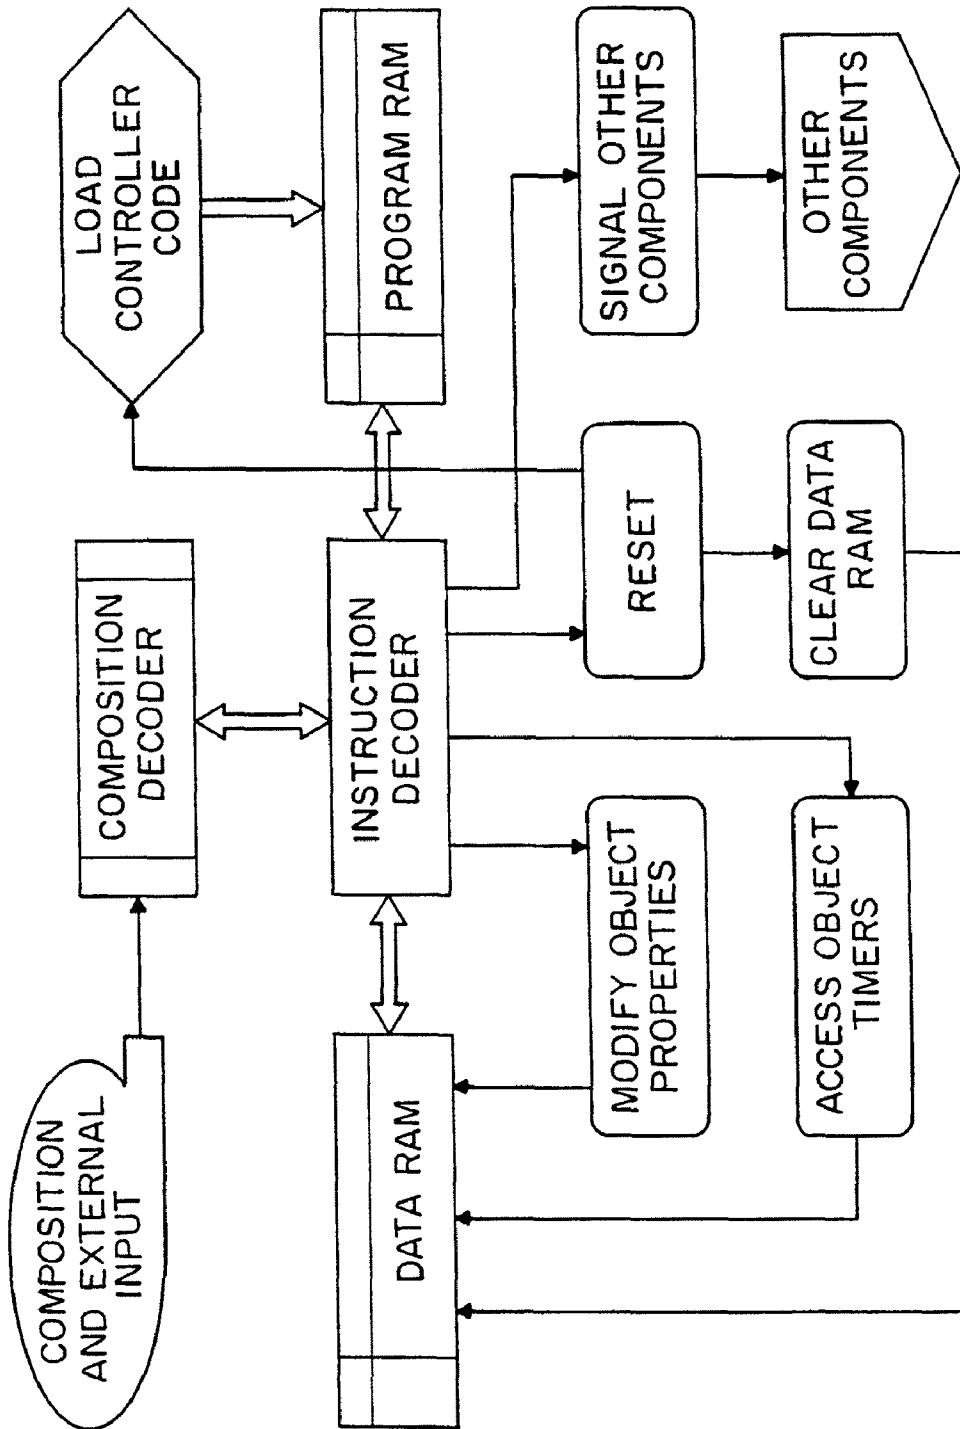 COMPOSITION
AND EXTERNAL
INPUT
COMPOSITION
DECODER
LOAD
CONTROLLER
CODE
DATA RAM
INSTRUCTION
DECODER
PROGRAM RAM
MODIFY OBJECT
PROPERTIES
RESET
SIGNAL OTHER
COMPONENTS
ACCESS OBJECT
TIMERS
CLEAR DATA
RAM
OTHER
COMPONENTS